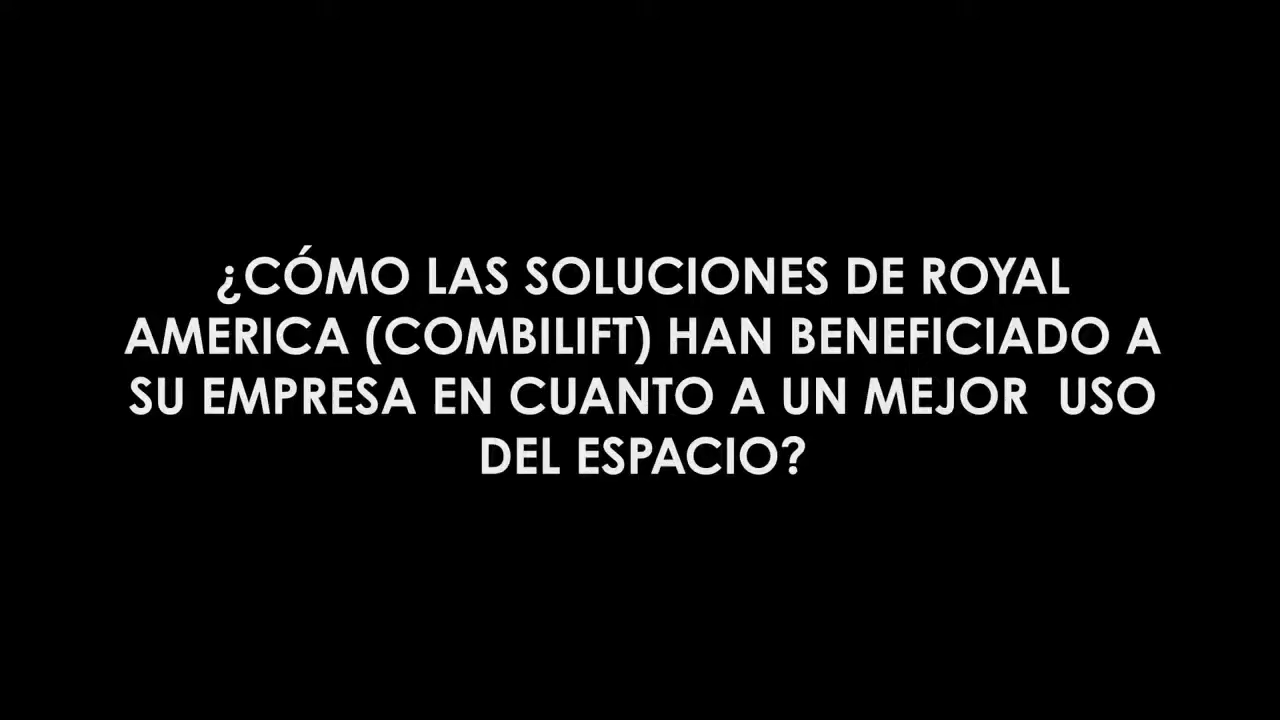 ¿CÓMO LAS SOLUCIONES DE ROYAL
AMERICA (COMBILIFT) HAN BENEFICIADO A
SU EMPRESA EN CUANTO A UN MEJOR  USO
DEL ESPACIO?